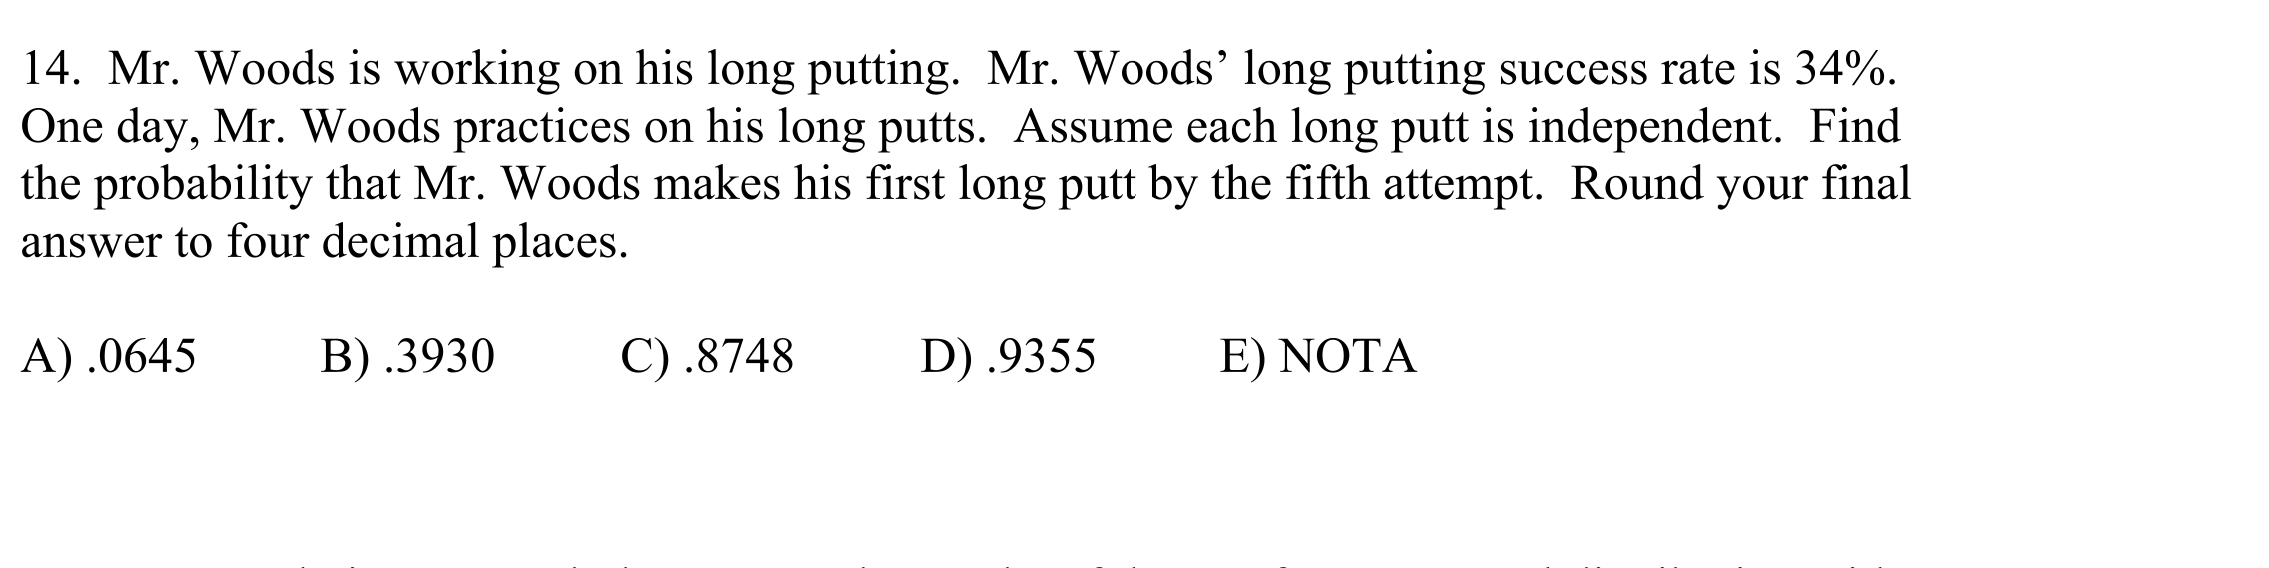 14. Mr. Woods is working on his long putting. Mr. Woods’ long putting success rate is 34%.
One day, Mr. Woods practices on his long putts. Assume each long putt is independent. Find
the probability that Mr. Woods makes his first long putt by the fifth attempt. Round your final
answer to four decimal places.
A) .0645 B) .3930 C) .8748 D) .9355 E) NOTA